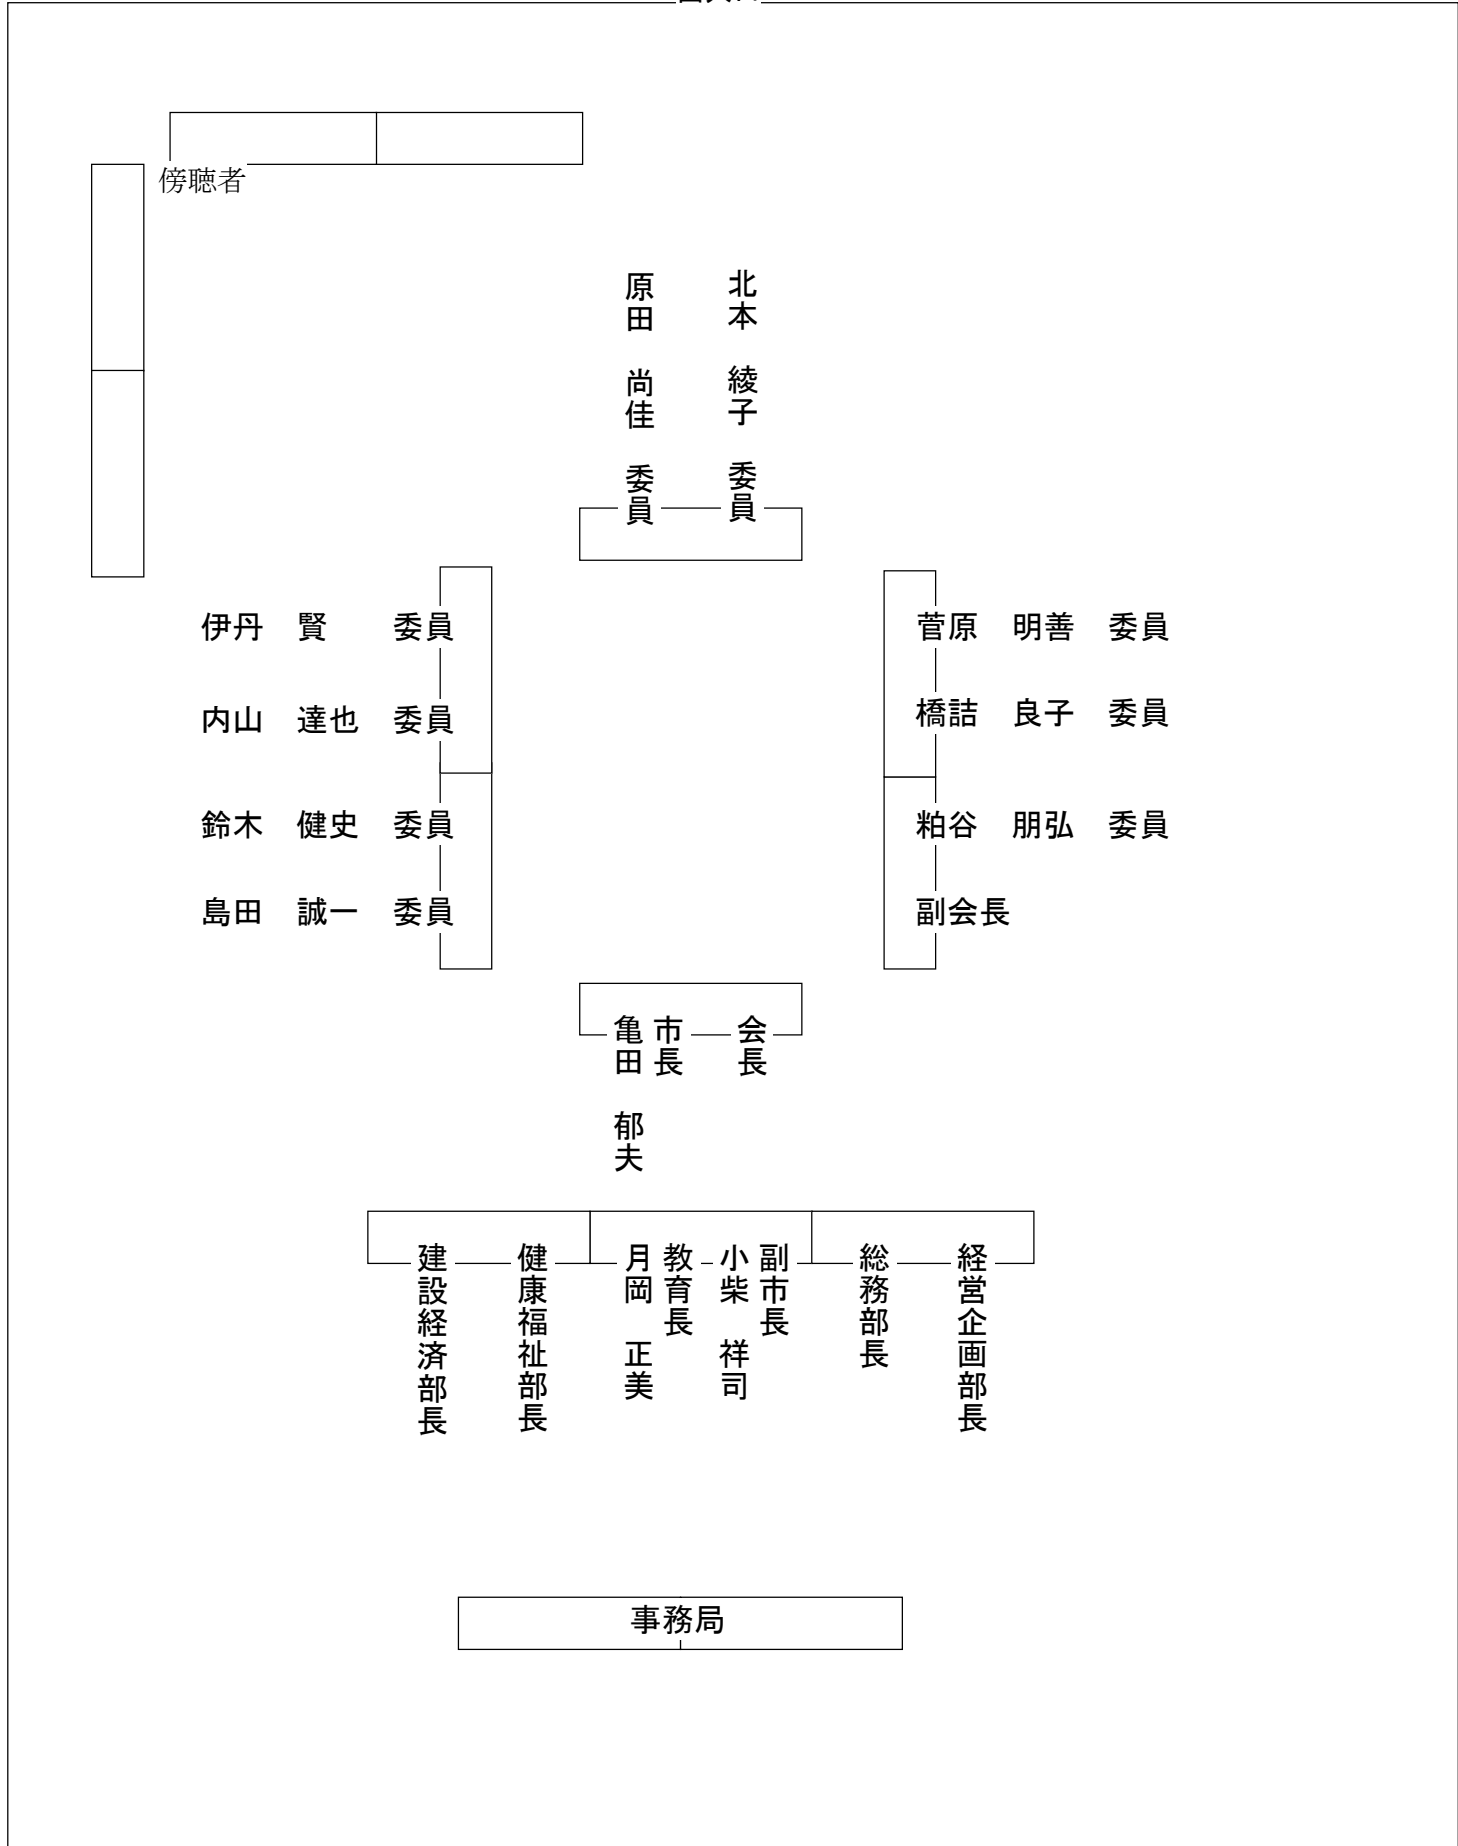 傍聴者
北本　綾子　委員
原田　尚佳　委員
伊丹　賢　　委員
内山　達也　委員
鈴木　健史　委員
島田　誠一　委員
菅原　明善　委員
橋詰　良子　委員
粕谷　朋弘　委員
副会長
会長
市長
亀田　郁夫
経営企画部長
総務部長
副市長
小柴　祥司
教育長
月岡　正美
健康福祉部長
建設経済部長
事務局